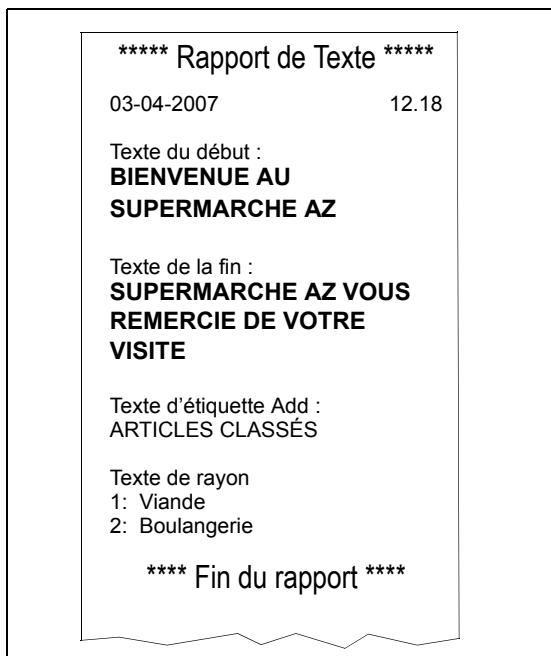 ***** Rapport de Texte *****
03-04-2007 12.18
Texte du début :
BIENVENUE AU
SUPERMARCHE AZ
Texte de la fin :
SUPERMARCHE AZ VOUS
REMERCIE DE VOTRE
VISITE
Texte d’étiquette Add :
ARTICLES CLASSÉS
Texte de rayon
1: Viande
2: Boulangerie
**** Fin du rapport ****